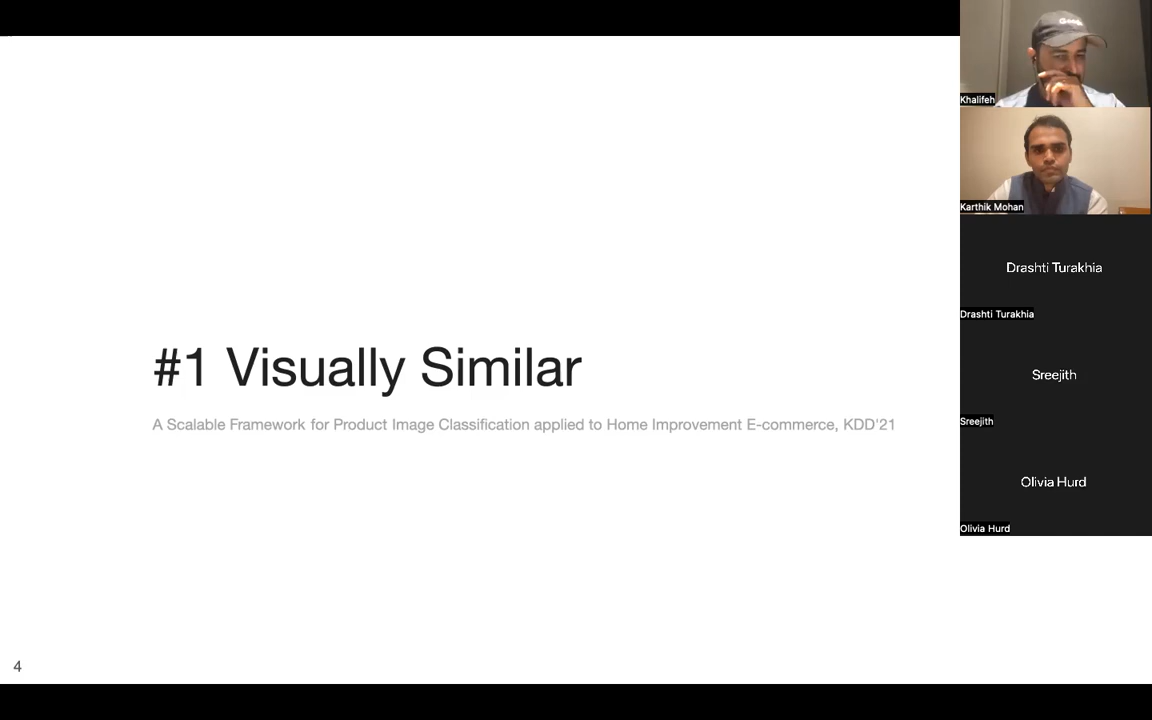 Khalifeh
Karthik Mohan
Drashti Turakhia
Drashti Turakhia
Sreejith
Sreejith
Olivia Hurd
Olivia Hurd
#1 Visually Similar
A Scalable Framework for Product Image Classification applied to Home Improvement E-commerce, KDD'21
4